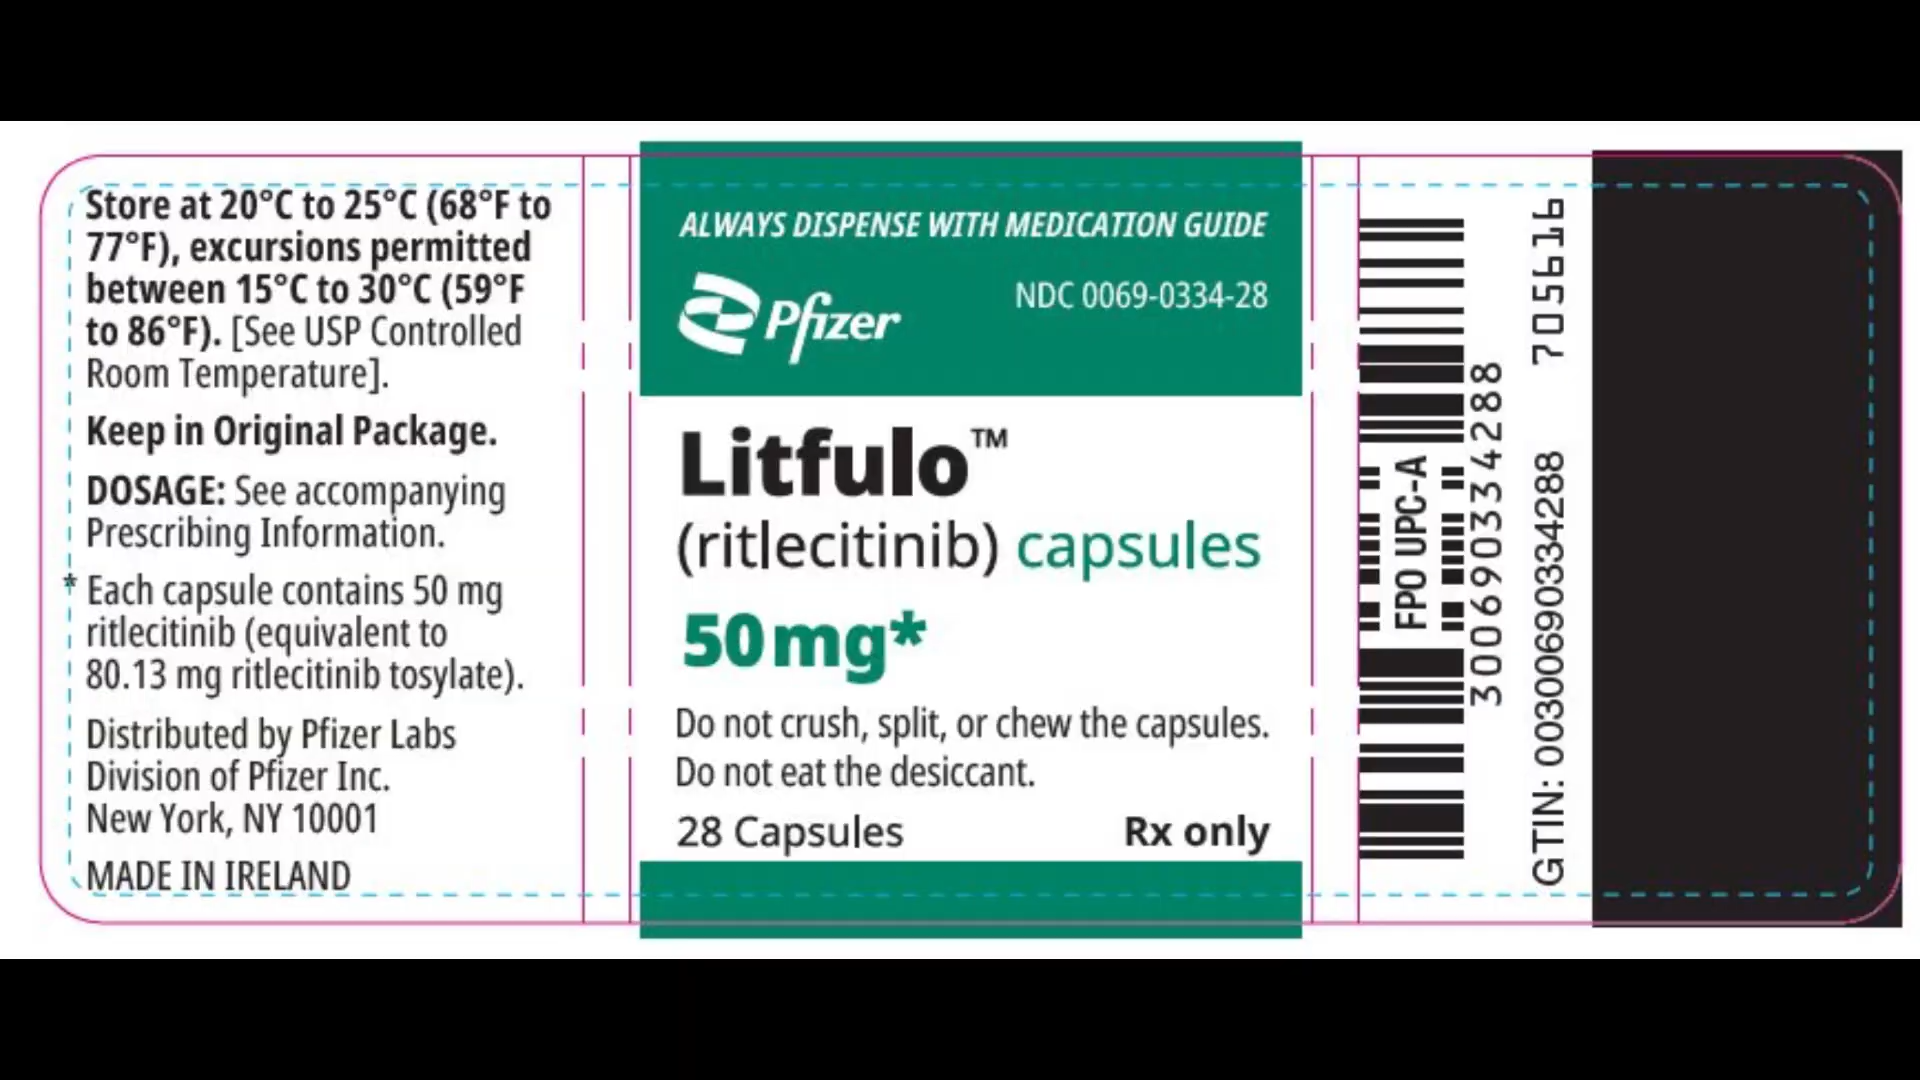 Store at 20°C to 25°C (68°F to
77°F), excursions permitted
between 15°C to 30°C (59°F
to 86°F). [See USP Controlled
Room Temperature].
Keep in Original Package.
DOSAGE: See accompanying
Prescribing Information.
* Each capsule contains 50 mg
ritlecitinib (equivalent to
80.13 mg ritlecitinib tosylate).
Distributed by Pfizer Labs
Division of Pfizer Inc.
New York, NY 10001
MADE IN IRELAND
ALWAYS DISPENSE WITH MEDICATION GUIDE
Pfizer
NDC 0069-0334-28
Litfulo™
(ritlecitinib) capsules
50 mg*
Do not crush, split, or chew the capsules.
Do not eat the desiccant.
28 Capsules
Rx only
FPO UPC-A
300690334288
GTIN: 00300690334288
705616